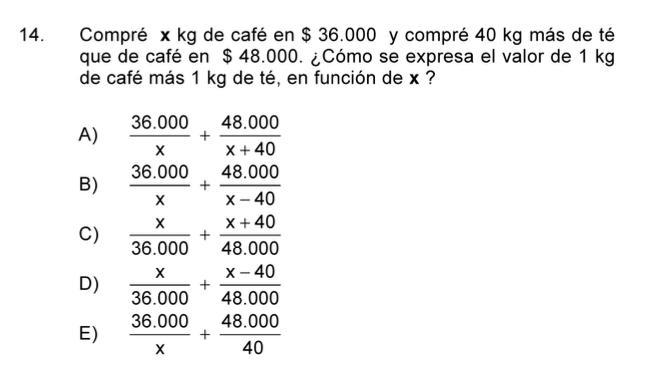 14. Compré x kg de café en $ 36.000 y compré 40 kg más de té
que de café en $ 48.000. ¿Cómo se expresa el valor de 1 kg
de café más 1 kg de té, en función de x ?
A) 36.000/x + 48.000/(x + 40)
B) 36.000/x + 48.000/(x – 40)
C) x/36.000 + (x + 40)/48.000
D) x/36.000 + (x – 40)/48.000
E) 36.000/x + 48.000/40